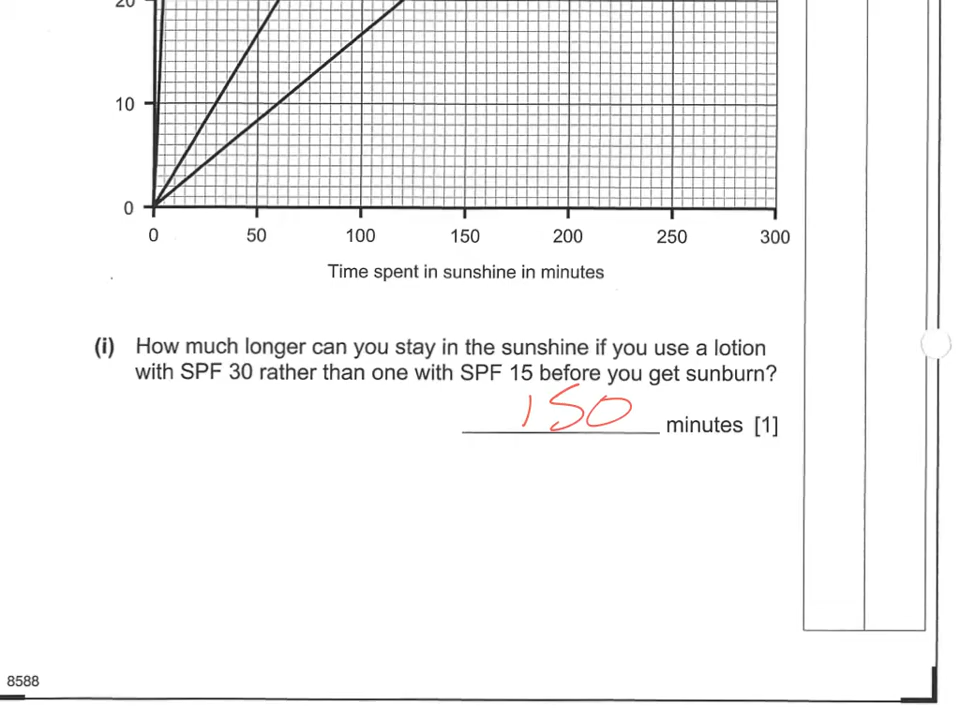 20
10
0
0 50 100 150 200 250 300
Time spent in sunshine in minutes
(i) How much longer can you stay in the sunshine if you use a lotion
with SPF 30 rather than one with SPF 15 before you get sunburn?
150 minutes [1]
8588